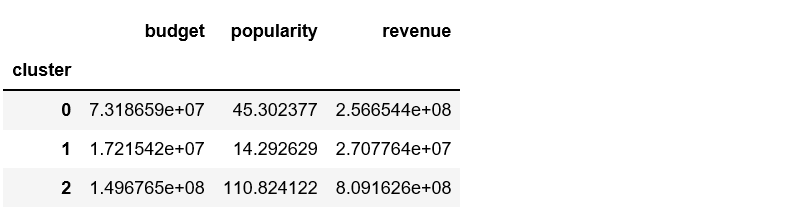 budget popularity revenue
cluster
0 7.318659e+07 45.302377 2.566544e+08
1 1.721542e+07 14.292629 2.707764e+07
2 1.496765e+08 110.824122 8.091626e+08